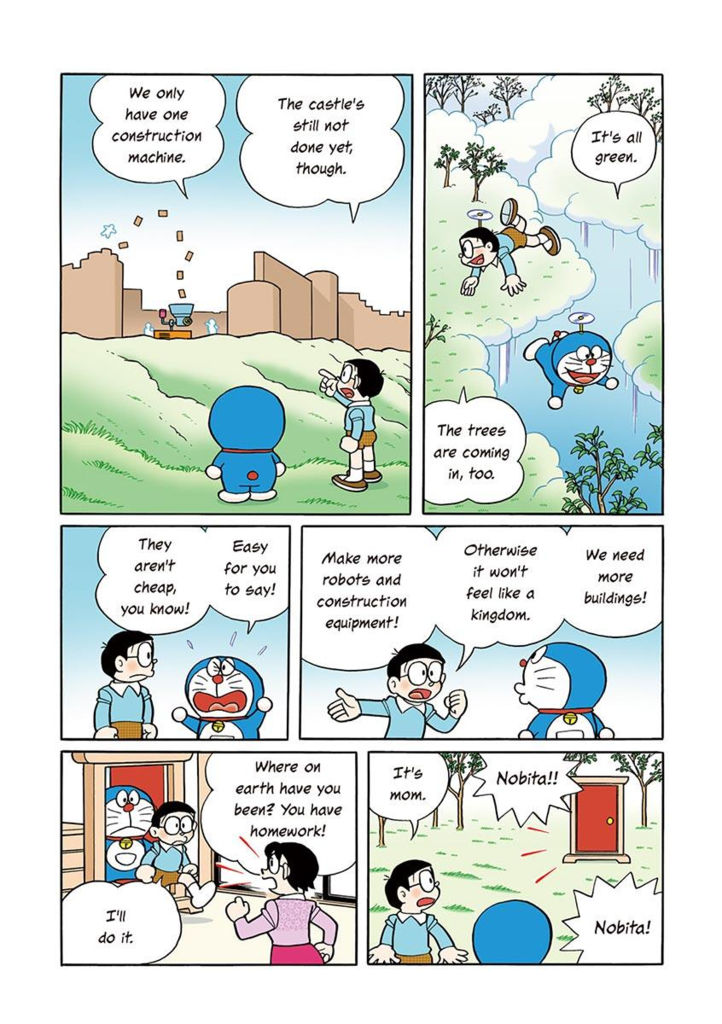 It's all
green.
The trees
are coming
in, too.
The castle's
still not
done yet,
though.
We only
have one
construction
machine.
We need
more
buildings!
Otherwise
it won't
feel like a
kingdom.
Make more
robots and
construction
equipment!
Easy
for you
to say!
They
aren't
cheap,
you know!
Nobita!!
Nobita!
It's
mom.
Where on
earth have you
been? You have
homework!
I'll
do it.